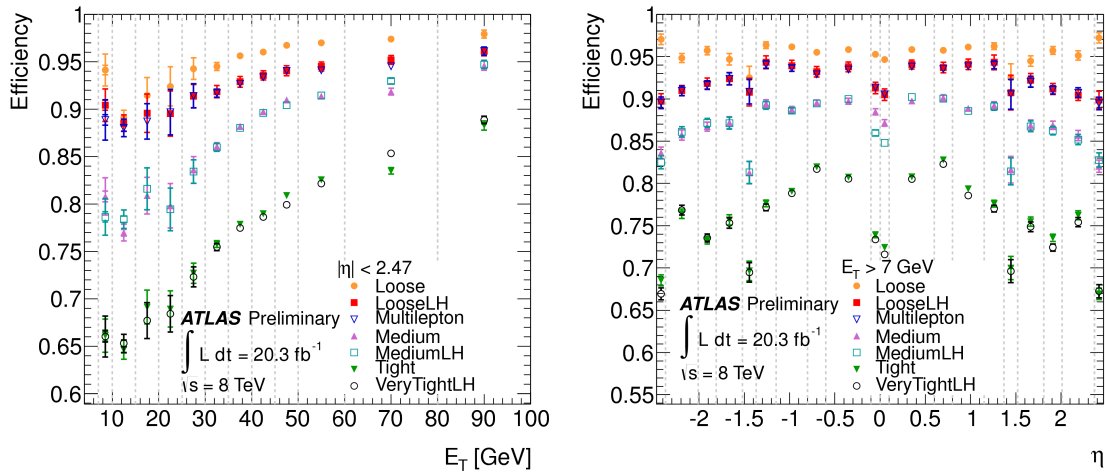 Efficiency
1
0.95
0.9
0.85
0.8
0.75
0.7
0.65
0.6
|η| < 2.47
Loose
LooseLH
Multilepton
Medium
MediumLH
Tight
VeryTightLH
ATLAS Preliminary
∫ L dt = 20.3 fb⁻¹
√s = 8 TeV
10 20 30 40 50 60 70 80 90 100
E_T [GeV]
Efficiency
1
0.95
0.9
0.85
0.8
0.75
0.7
0.65
0.6
0.55
E_T > 7 GeV
Loose
LooseLH
Multilepton
Medium
MediumLH
Tight
VeryTightLH
ATLAS Preliminary
∫ L dt = 20.3 fb⁻¹
√s = 8 TeV
-2 -1.5 -1 -0.5 0 0.5 1 1.5 2
η